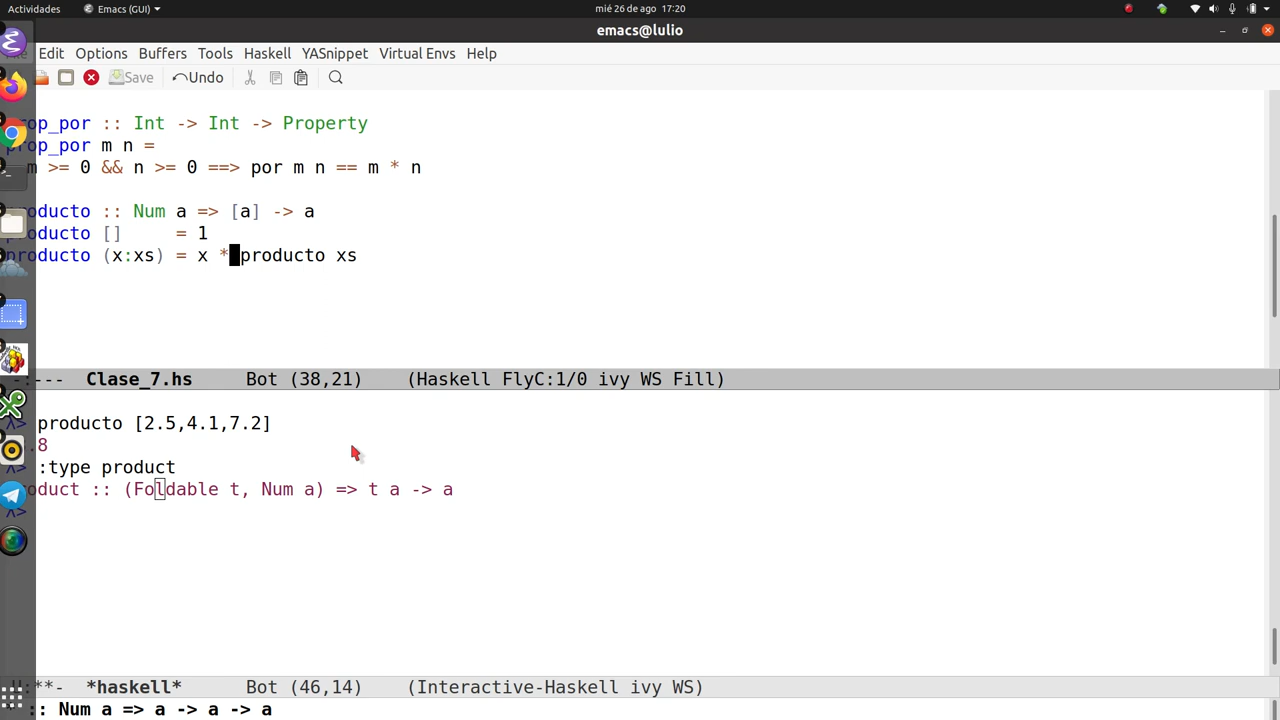 Actividades Emacs (GUI) mié 26 de ago 17:20
emacs@lulio
Edit Options Buffers Tools Haskell YASnippet Virtual Envs Help
Save Undo
op_por :: Int -> Int -> Property
op_por m n =
m >= 0 && n >= 0 ==> por m n == m * n
oducto :: Num a => [a] -> a
oducto [] = 1
producto (x:xs) = x * producto xs
-:--- Clase_7.hs Bot (38,21) (Haskell FlyC:1/0 ivy WS Fill)
λ> producto [2.5,4.1,7.2]
.8
λ> :type product
oduct :: (Foldable t, Num a) => t a -> a
λ>
U:**- *haskell* Bot (46,14) (Interactive-Haskell ivy WS)
* :: Num a => a -> a -> a